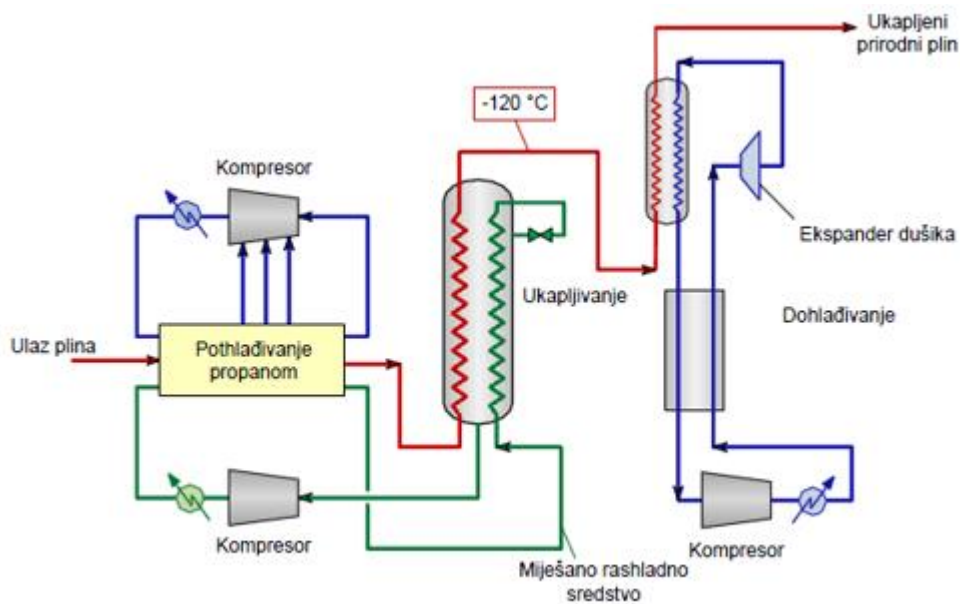 Ukapljeni
prirodni plin
-120 °C
Kompresor
Ekspander dušika
Ukapljivanje
Dohlađivanje
Ulaz plina
Pothlađivanje
propanom
Kompresor
Kompresor
Miješano rashladno
sredstvo